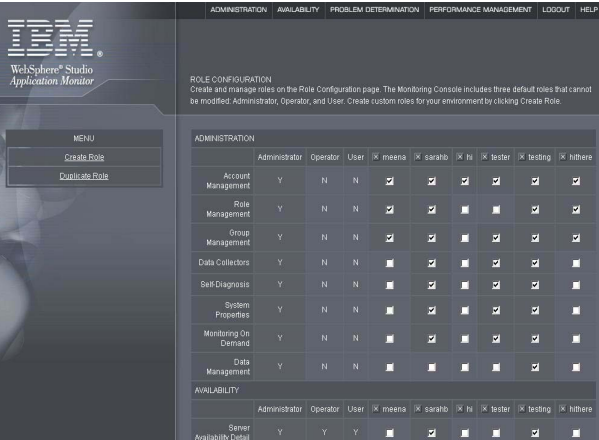 ADMINISTRATION AVAILABILITY PROBLEM DETERMINATION PERFORMANCE MANAGEMENT LOGOUT HELP
IBM®
WebSphere® Studio
Application Monitor
ROLE CONFIGURATION
Create and manage roles on the Role Configuration page. The Monitoring Console includes three default roles that cannot
be modified: Administrator, Operator, and User. Create custom roles for your environment by clicking Create Role.
MENU
Create Role
Duplicate Role
ADMINISTRATION
Administrator Operator User meena sarahb hi tester testing hithere
Account
Management Y N N
Role
Management Y N N
Group
Management Y N N
Data Collectors Y N N
Self-Diagnosis Y N N
System
Properties Y N N
Monitoring On
Demand Y N N
Data
Management Y N N
AVAILABILITY
Administrator Operator User meena sarahb hi tester testing hithere
Server
Availability Detail Y Y Y